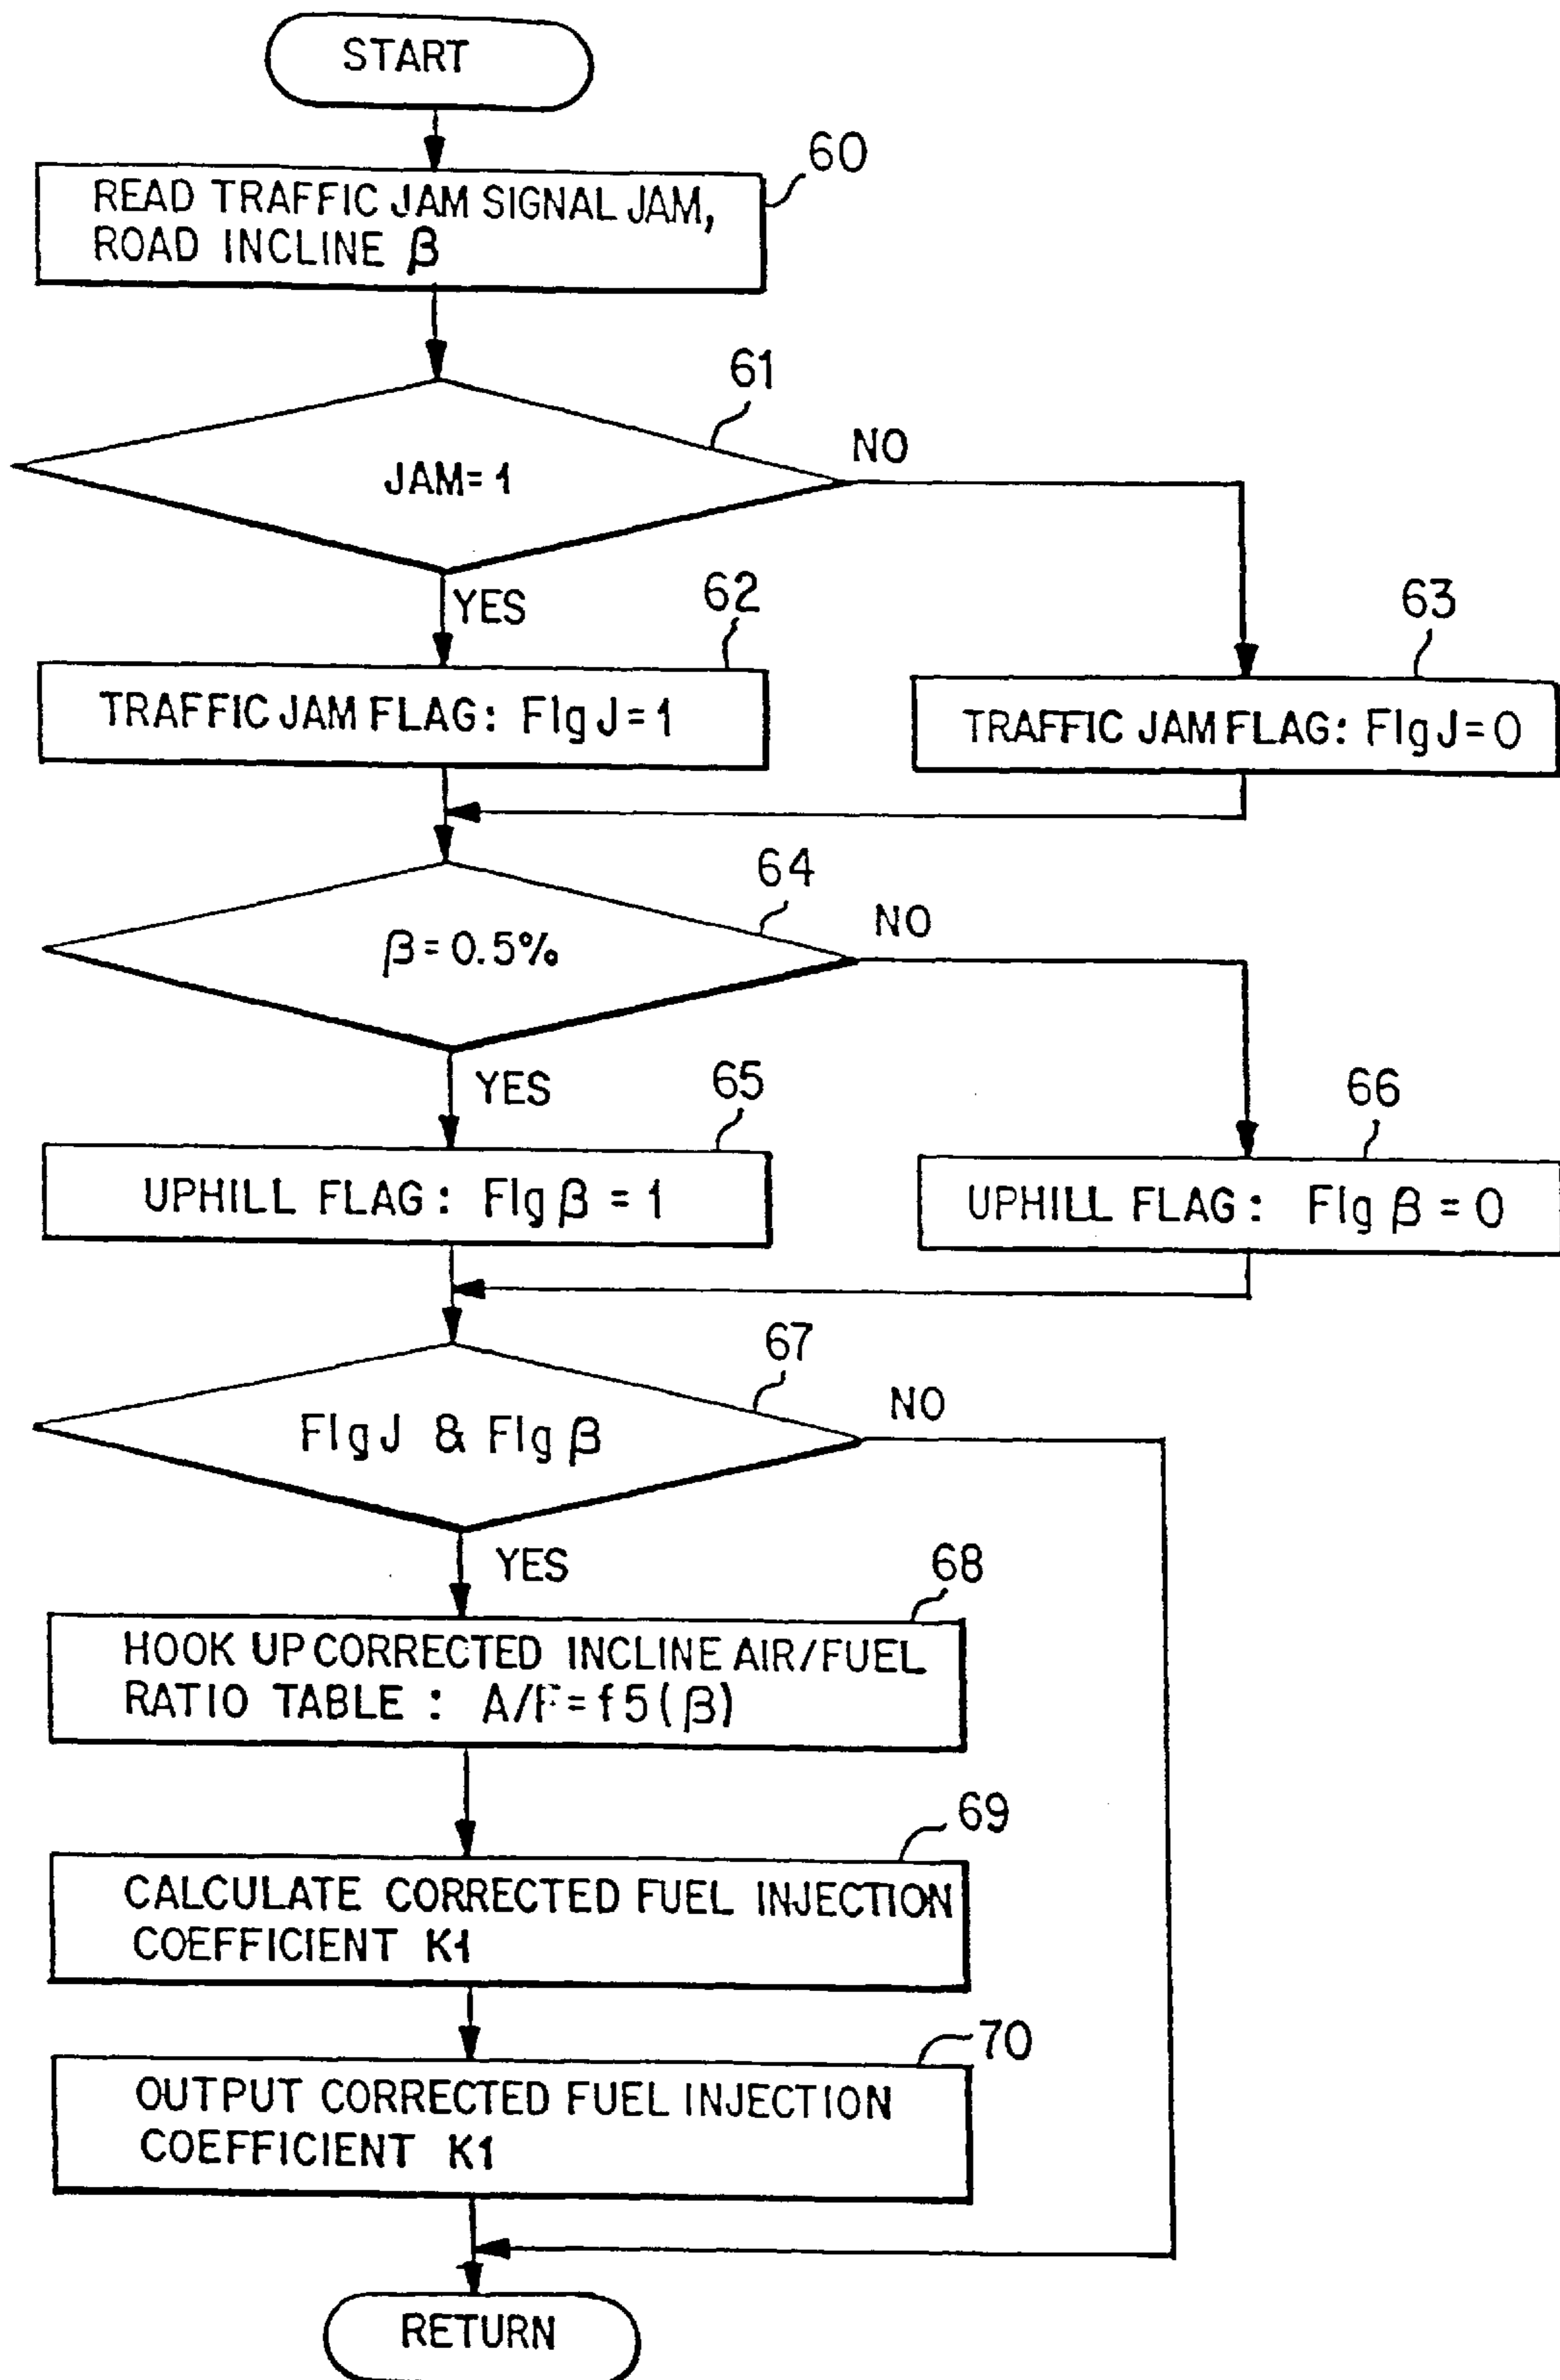 START
60
READ TRAFFIC JAM SIGNAL JAM,
ROAD INCLINE β
61
JAM=1
NO
YES
62
TRAFFIC JAM FLAG: FlgJ=1
63
TRAFFIC JAM FLAG: FlgJ=0
64
β=0.5%
NO
YES
65
UPHILL FLAG: Flgβ=1
66
UPHILL FLAG: Flgβ=0
67
FlgJ & Flgβ
NO
YES
68
HOOK UP CORRECTED INCLINE AIR/FUEL
RATIO TABLE : A/F=f5(β)
69
CALCULATE CORRECTED FUEL INJECTION
COEFFICIENT K1
70
OUTPUT CORRECTED FUEL INJECTION
COEFFICIENT K1
RETURN